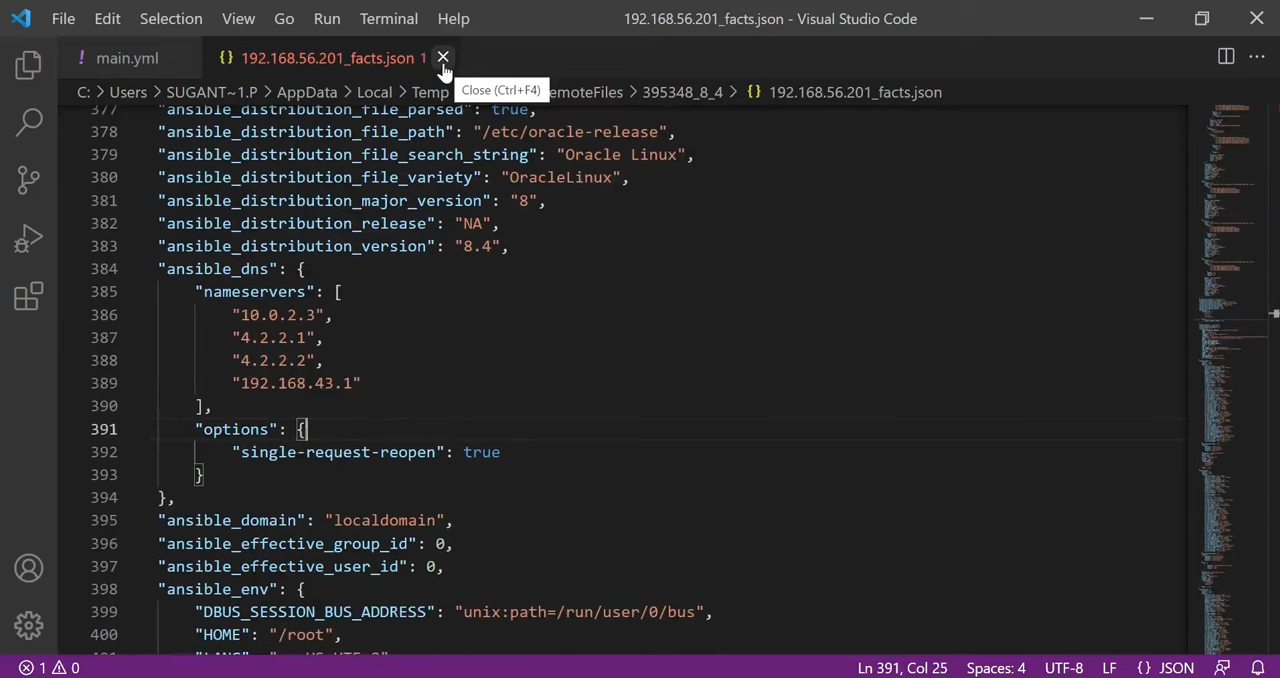 File Edit Selection View Go Run Terminal Help 192.168.56.201_facts.json - Visual Studio Code
! main.yml {} 192.168.56.201_facts.json 1
Close (Ctrl+F4)
C: > Users > SUGANT~1.P > AppData > Local > Temp emoteFiles > 395348_8_4 > {} 192.168.56.201_facts.json
377 "ansible_distribution_file_parsed": true,
378 "ansible_distribution_file_path": "/etc/oracle-release",
379 "ansible_distribution_file_search_string": "Oracle Linux",
380 "ansible_distribution_file_variety": "OracleLinux",
381 "ansible_distribution_major_version": "8",
382 "ansible_distribution_release": "NA",
383 "ansible_distribution_version": "8.4",
384 "ansible_dns": {
385 "nameservers": [
386 "10.0.2.3",
387 "4.2.2.1",
388 "4.2.2.2",
389 "192.168.43.1"
390 ],
391 "options": {
392 "single-request-reopen": true
393 }
394 },
395 "ansible_domain": "localdomain",
396 "ansible_effective_group_id": 0,
397 "ansible_effective_user_id": 0,
398 "ansible_env": {
399 "DBUS_SESSION_BUS_ADDRESS": "unix:path=/run/user/0/bus",
400 "HOME": "/root",
1 0 Ln 391, Col 25 Spaces: 4 UTF-8 LF {} JSON